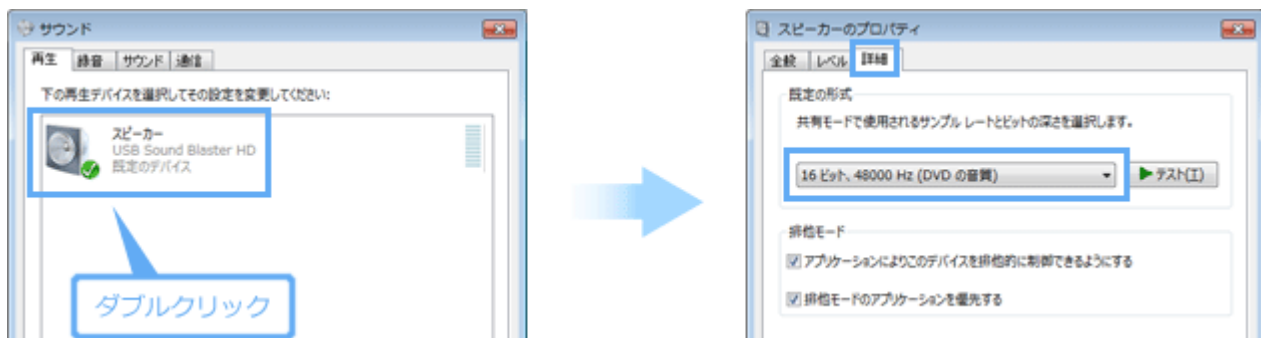 サウンド
再生 録音 サウンド 通信
下の再生デバイスを選択してその設定を変更してください:
スピーカー
USB Sound Blaster HD
既定のデバイス
ダブルクリック
スピーカーのプロパティ
全般 レベル 詳細
既定の形式
共有モードで使用されるサンプル レートとビットの深さを選択します。
16 ビット、48000 Hz (DVD の音質)
テスト(T)
排他モード
アプリケーションによりこのデバイスを排他的に制御できるようにする
排他モードのアプリケーションを優先する